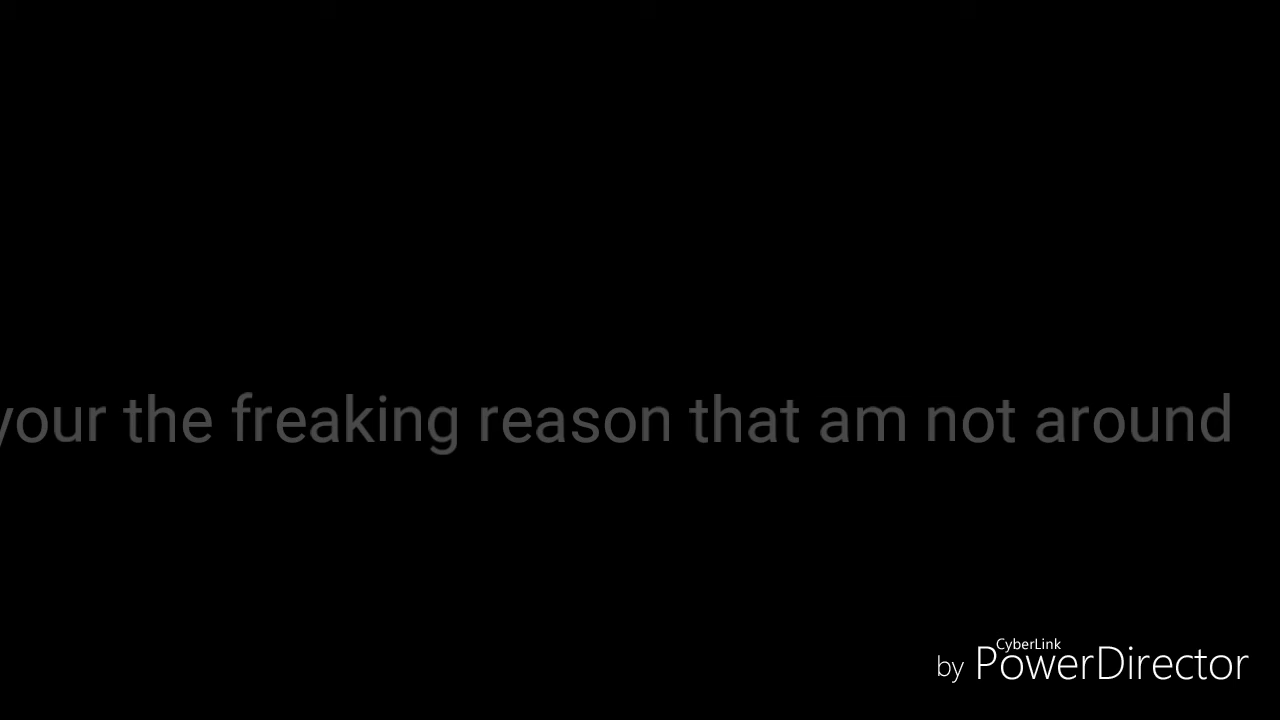 your the freaking reason that am not around
by CyberLink PowerDirector